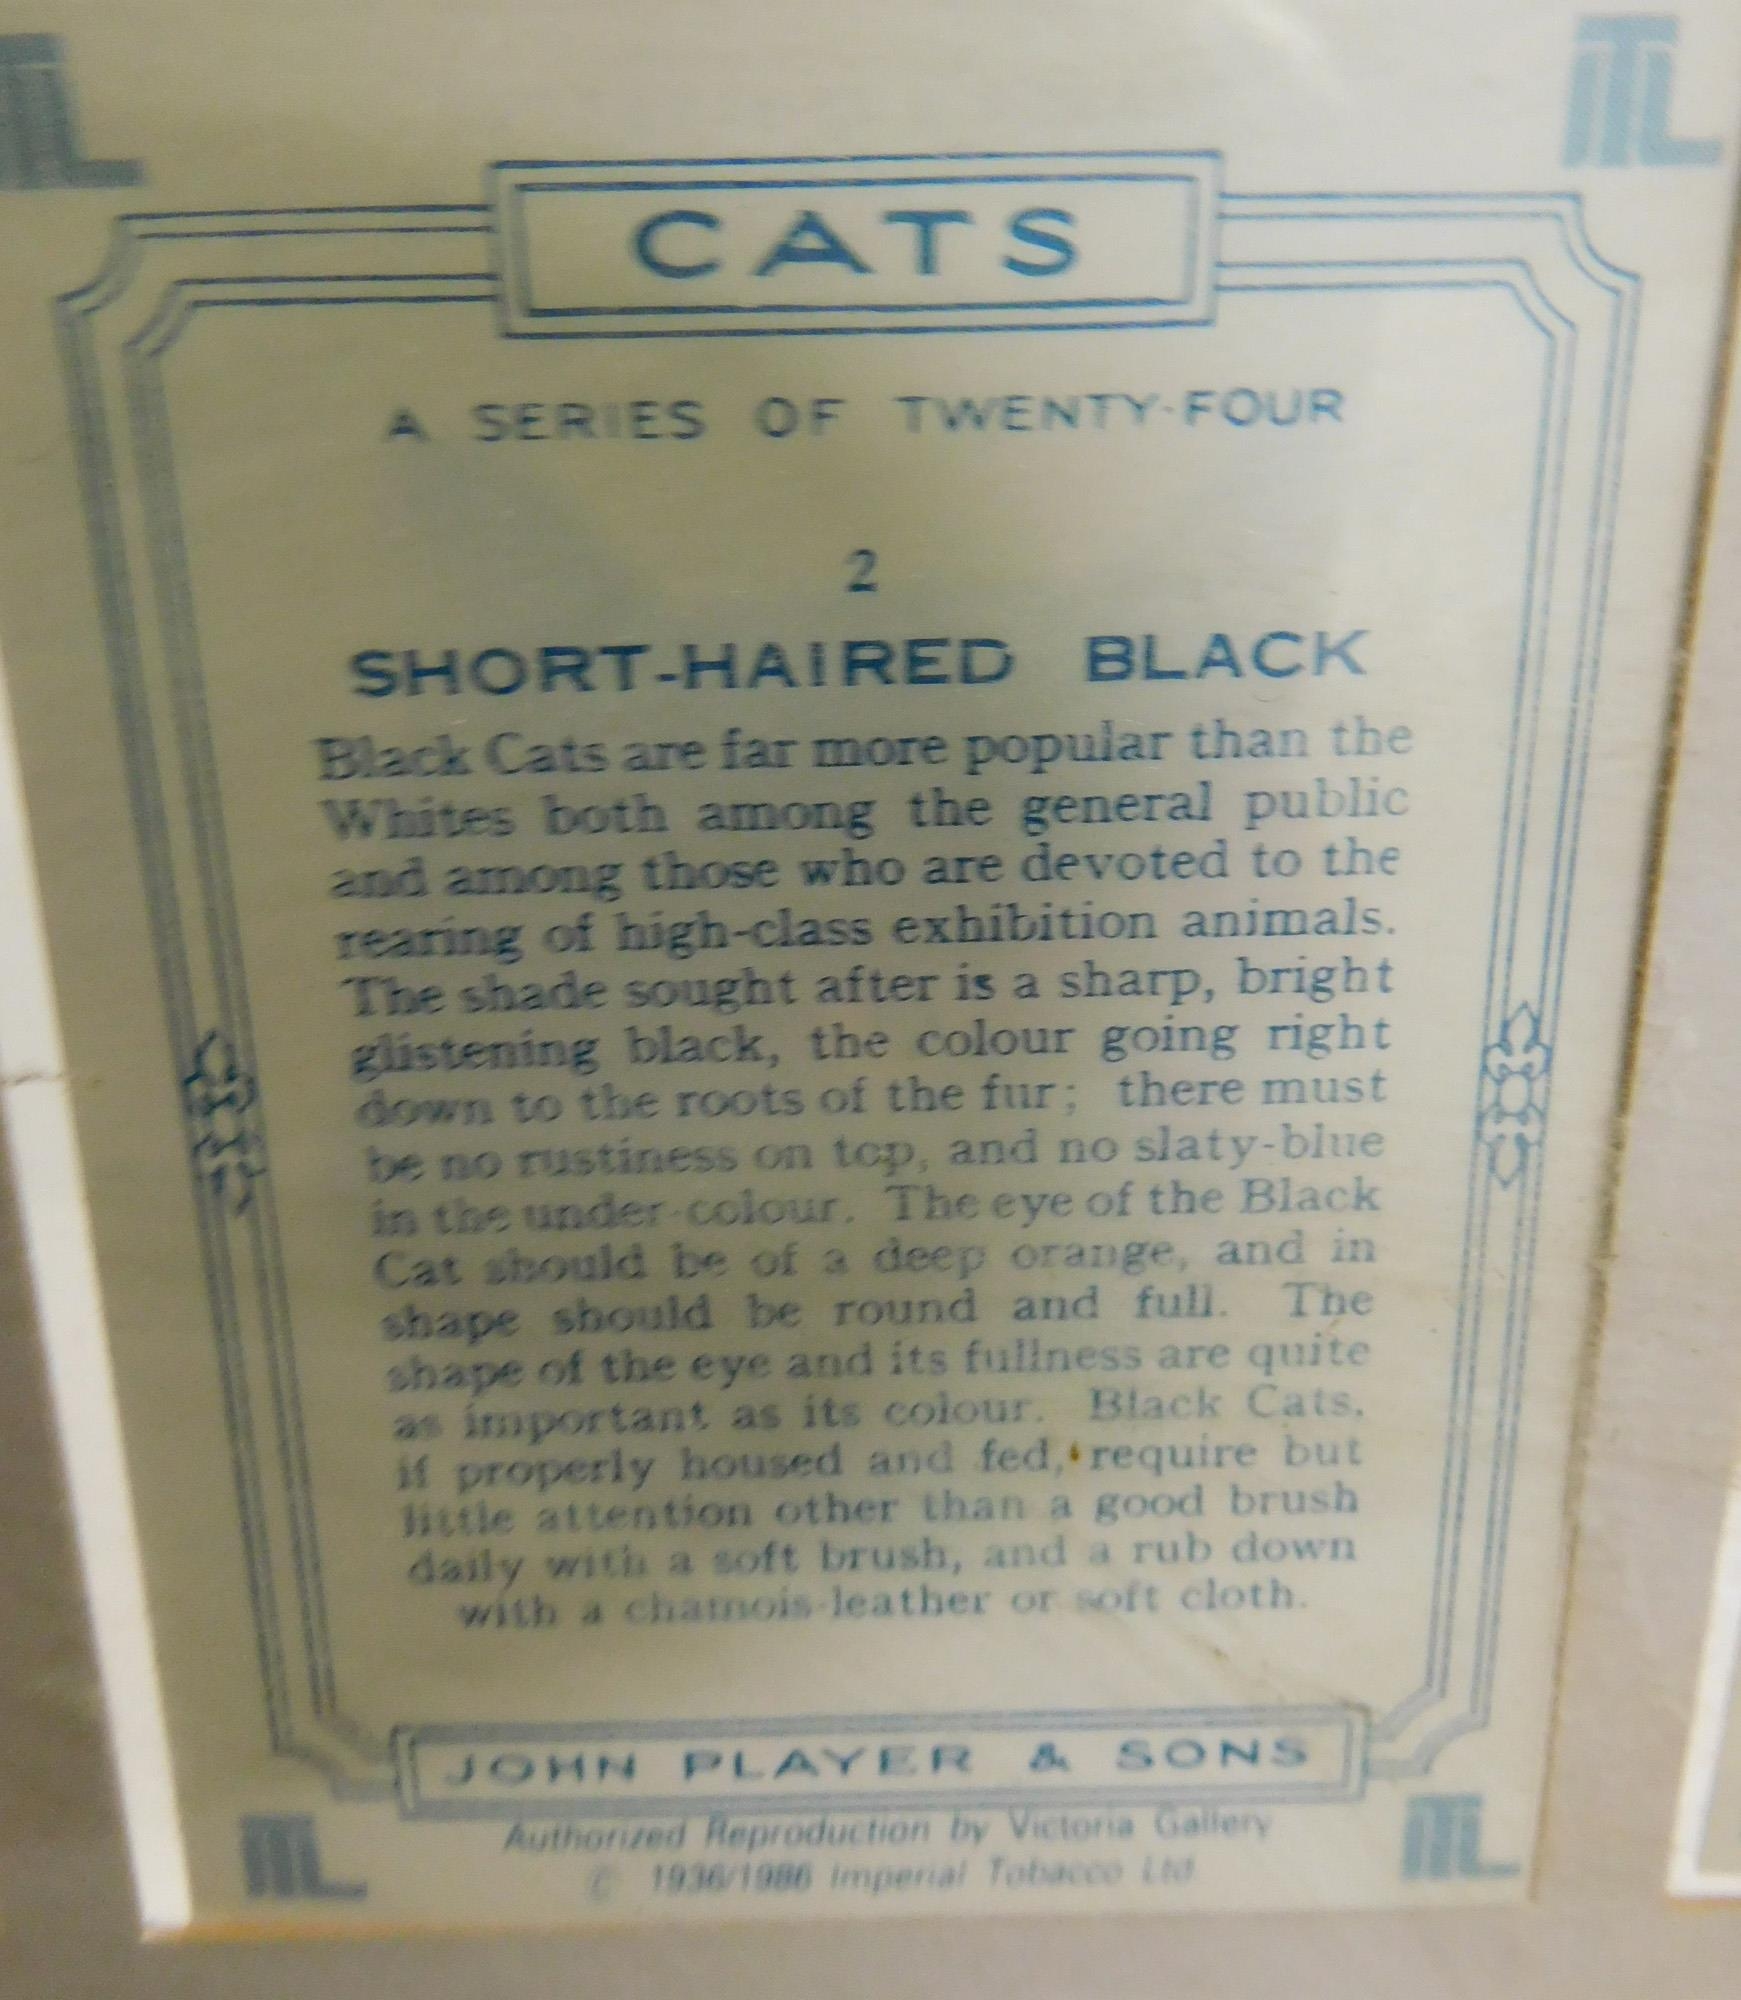 ITL ITL
CATS
A SERIES OF TWENTY-FOUR
2
SHORT-HAIRED BLACK
Black Cats are far more popular than the
Whites both among the general public
and among those who are devoted to the
rearing of high-class exhibition animals.
The shade sought after is a sharp, bright
glistening black, the colour going right
down to the roots of the fur; there must
be no rustiness on top, and no slaty-blue
in the under-colour. The eye of the Black
Cat should be of a deep orange, and in
shape should be round and full. The
shape of the eye and its fullness are quite
as important as its colour. Black Cats,
if properly housed and fed, require but
little attention other than a good brush
daily with a soft brush, and a rub down
with a chamois-leather or soft cloth.
JOHN PLAYER & SONS
Authorized Reproduction by Victoria Gallery
© 1936/1986 Imperial Tobacco Ltd.
ITL ITL